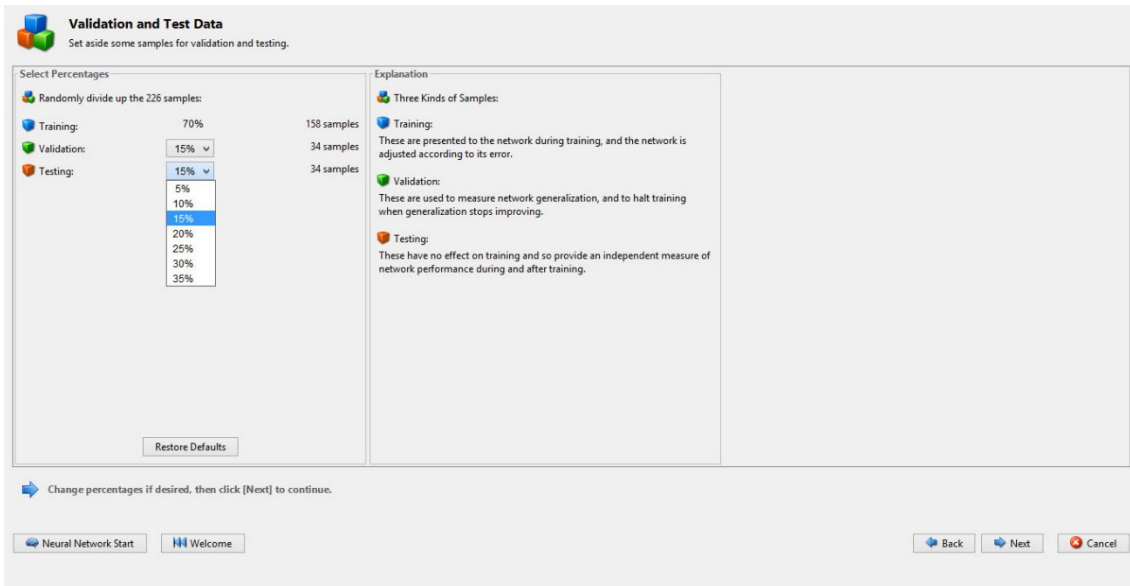 Validation and Test Data
Set aside some samples for validation and testing.
Select Percentages
Randomly divide up the 226 samples:
Training: 70% 158 samples
Validation: 15% 34 samples
Testing: 15% 34 samples
5%
10%
15%
20%
25%
30%
35%
Restore Defaults
Explanation
Three Kinds of Samples:
Training:
These are presented to the network during training, and the network is
adjusted according to its error.
Validation:
These are used to measure network generalization, and to halt training
when generalization stops improving.
Testing:
These have no effect on training and so provide an independent measure of
network performance during and after training.
Change percentages if desired, then click [Next] to continue.
Neural Network Start Welcome Back Next Cancel